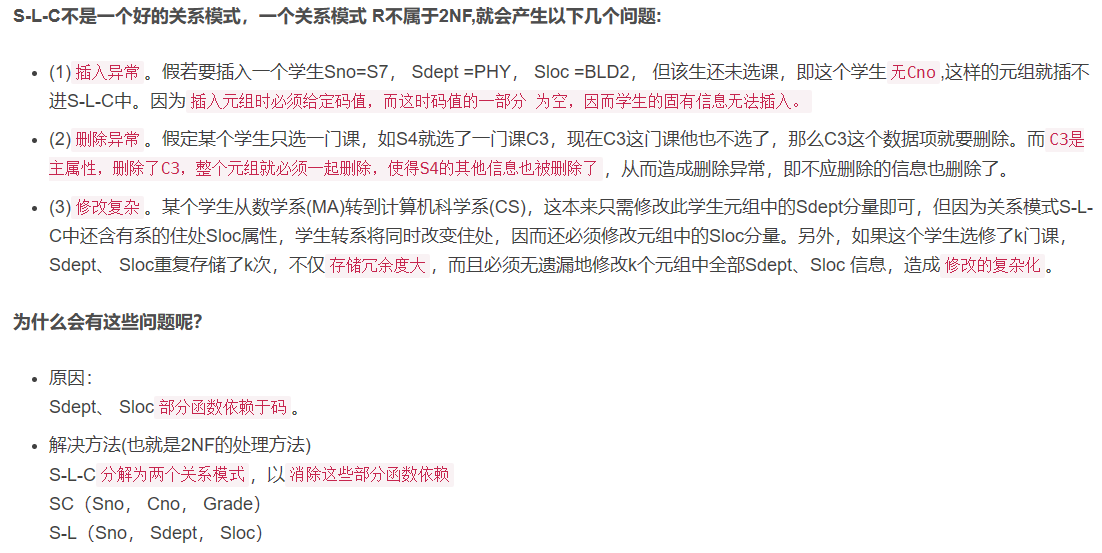 S-L-C不是一个好的关系模式，一个关系模式 R不属于2NF,就会产生以下几个问题:
(1) 插入异常。假若要插入一个学生Sno=S7， Sdept =PHY， Sloc =BLD2， 但该生还未选课，即这个学生 无Cno ,这样的元组就插不
进S-L-C中。因为 插入元组时必须给定码值，而这时码值的一部分 为空，因而学生的固有信息无法插入。
(2) 删除异常。假定某个学生只选一门课，如S4就选了一门课C3，现在C3这门课他也不选了，那么C3这个数据项就要删除。而 C3是
主属性，删除了C3，整个元组就必须一起删除，使得S4的其他信息也被删除了 ，从而造成删除异常，即不应删除的信息也删除了。
(3) 修改复杂。某个学生从数学系(MA)转到计算机科学系(CS)，这本来只需修改此学生元组中的Sdept分量即可，但因为关系模式S-L-
C中还含有系的住处Sloc属性，学生转系将同时改变住处，因而还必须修改元组中的Sloc分量。另外，如果这个学生选修了k门课，
Sdept、 Sloc重复存储了k次，不仅 存储冗余度大 ，而且必须无遗漏地修改k个元组中全部Sdept、Sloc 信息，造成 修改的复杂化 。
为什么会有这些问题呢?
原因：
Sdept、 Sloc 部分函数依赖于码 。
解决方法(也就是2NF的处理方法)
S-L-C 分解为两个关系模式 ，以 消除这些部分函数依赖
SC（Sno， Cno， Grade）
S-L（Sno， Sdept， Sloc）